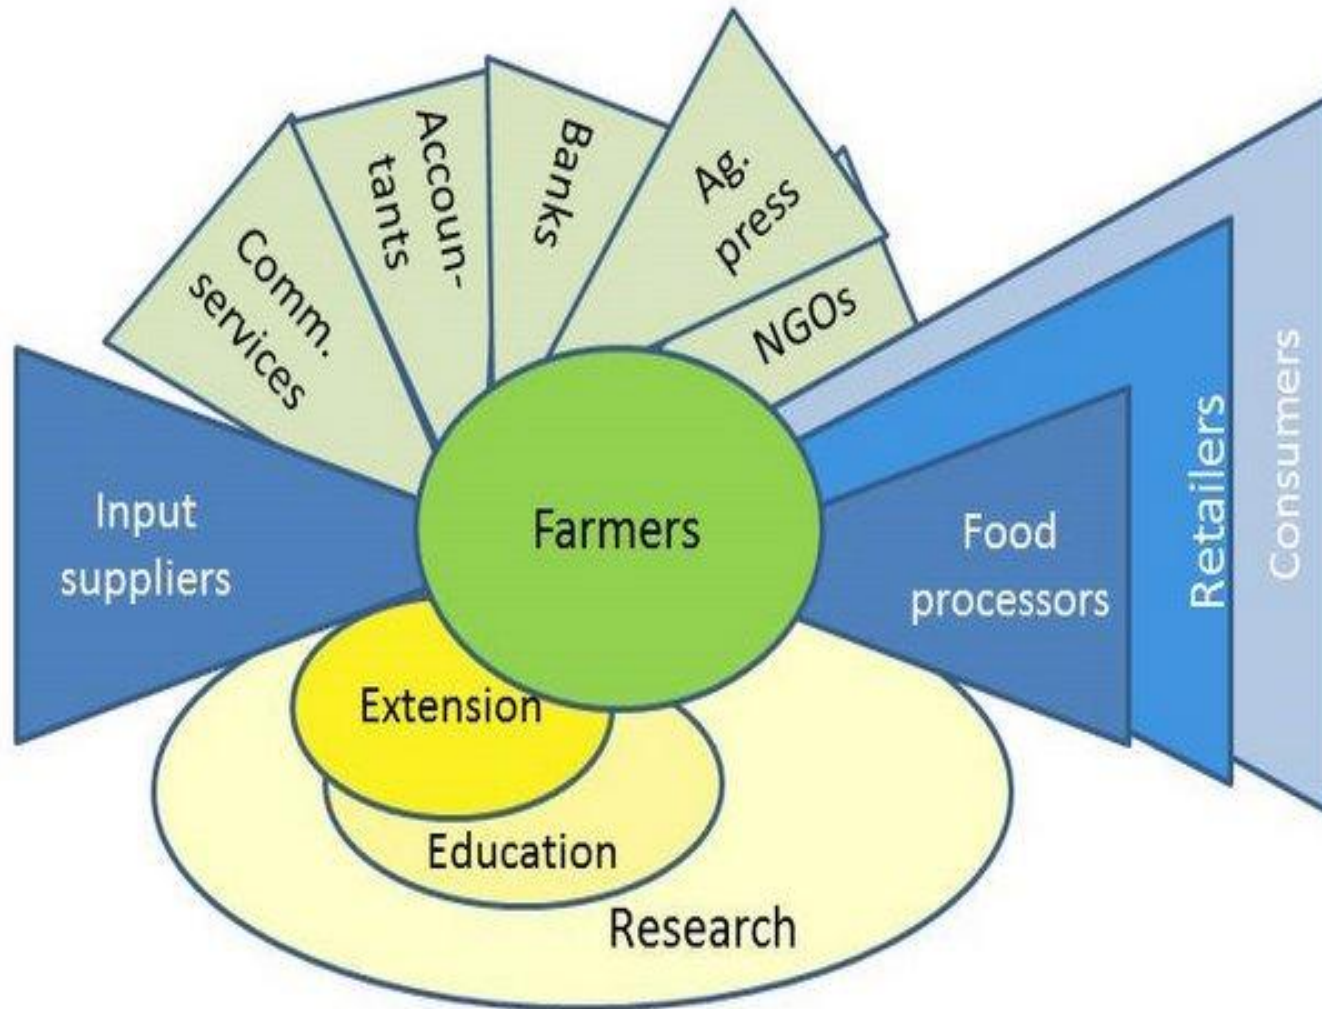 Comm.
services
Accoun-
tants
Banks
Ag.
press
NGOs
Input
suppliers
Farmers
Food
processors
Retailers
Consumers
Extension
Education
Research